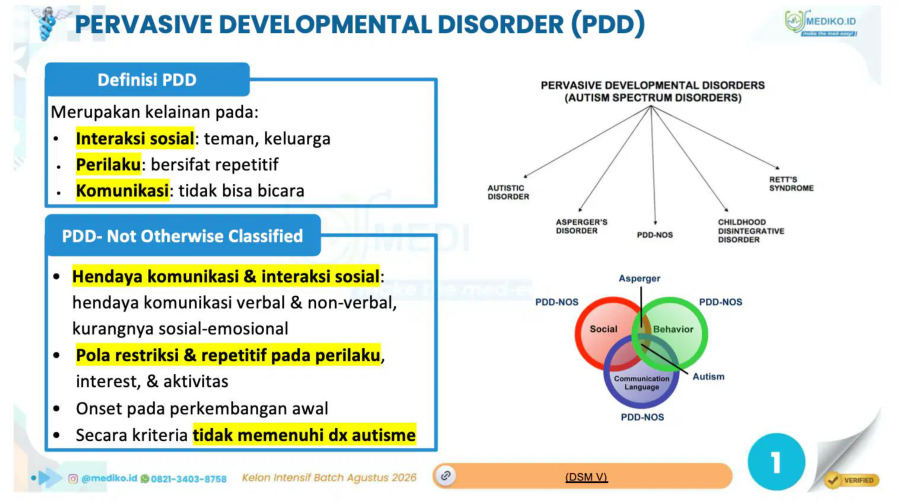 PERVASIVE DEVELOPMENTAL DISORDER (PDD)
MEDIKO.ID
make the med-easy!!
Definisi PDD
Merupakan kelainan pada:
• Interaksi sosial: teman, keluarga
• Perilaku: bersifat repetitif
• Komunikasi: tidak bisa bicara
PDD- Not Otherwise Classified
• Hendaya komunikasi & interaksi sosial:
hendaya komunikasi verbal & non-verbal,
kurangnya sosial-emosional
• Pola restriksi & repetitif pada perilaku,
interest, & aktivitas
• Onset pada perkembangan awal
• Secara kriteria tidak memenuhi dx autisme
PERVASIVE DEVELOPMENTAL DISORDERS
(AUTISM SPECTRUM DISORDERS)
AUTISTIC
DISORDER
ASPERGER'S
DISORDER
PDD-NOS
CHILDHOOD
DISINTEGRATIVE
DISORDER
RETT'S
SYNDROME
Asperger
PDD-NOS
PDD-NOS
Social
Behavior
Communication
Language
Autism
PDD-NOS
@mediko.id 0821-3403-8758 Kelon Intensif Batch Agustus 2026
(DSM V)
1
VERIFIED